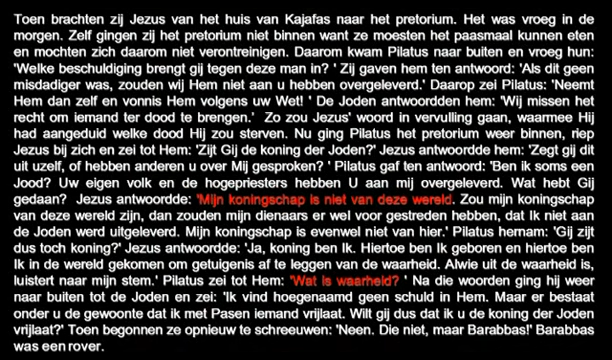 Toen brachten zij Jezus van het huis van Kajafas naar het pretorium. Het was vroeg in de
morgen. Zelf gingen zij het pretorium niet binnen want ze moesten het paasmaal kunnen eten
en mochten zich daarom niet verontreinigen. Daarom kwam Pilatus naar buiten en vroeg hun:
'Welke beschuldiging brengt gij tegen deze man in? ' Zij gaven hem ten antwoord: 'Als dit geen
misdadiger was, zouden wij Hem niet aan u hebben overgeleverd.' Daarop zei Pilatus: 'Neemt
Hem dan zelf en vonnis Hem volgens uw Wet! ' De Joden antwoordden hem: 'Wij missen het
recht om iemand ter dood te brengen.' Zo zou Jezus' woord in vervulling gaan, waarmee Hij
had aangeduid welke dood Hij zou sterven. Nu ging Pilatus het pretorium weer binnen, riep
Jezus bij zich en zei tot Hem: 'Zijt Gij de koning der Joden?' Jezus antwoordde hem: 'Zegt gij dit
uit uzelf, of hebben anderen u over Mij gesproken? ' Pilatus gaf ten antwoord: 'Ben ik soms een
Jood? Uw eigen volk en de hogepriesters hebben U aan mij overgeleverd. Wat hebt Gij
gedaan? Jezus antwoordde: 'Mijn koningschap is niet van deze wereld. Zou mijn koningschap
van deze wereld zijn, dan zouden mijn dienaars er wel voor gestreden hebben, dat Ik niet aan
de Joden werd uitgeleverd. Mijn koningschap is evenwel niet van hier.' Pilatus hernam: 'Gij zijt
dus toch koning?' Jezus antwoordde: 'Ja, koning ben Ik. Hiertoe ben Ik geboren en hiertoe ben
Ik in de wereld gekomen om getuigenis af te leggen van de waarheid. Alwie uit de waarheid is,
luistert naar mijn stem.' Pilatus zei tot Hem: 'Wat is waarheid? ' Na die woorden ging hij weer
naar buiten tot de Joden en zei: 'Ik vind hoegenaamd geen schuld in Hem. Maar er bestaat
onder u de gewoonte dat ik met Pasen iemand vrijlaat. Wilt gij dus dat ik u de koning der Joden
vrijlaat?' Toen begonnen ze opnieuw te schreeuwen: 'Neen. Die niet, maar Barabbas!' Barabbas
was een rover.